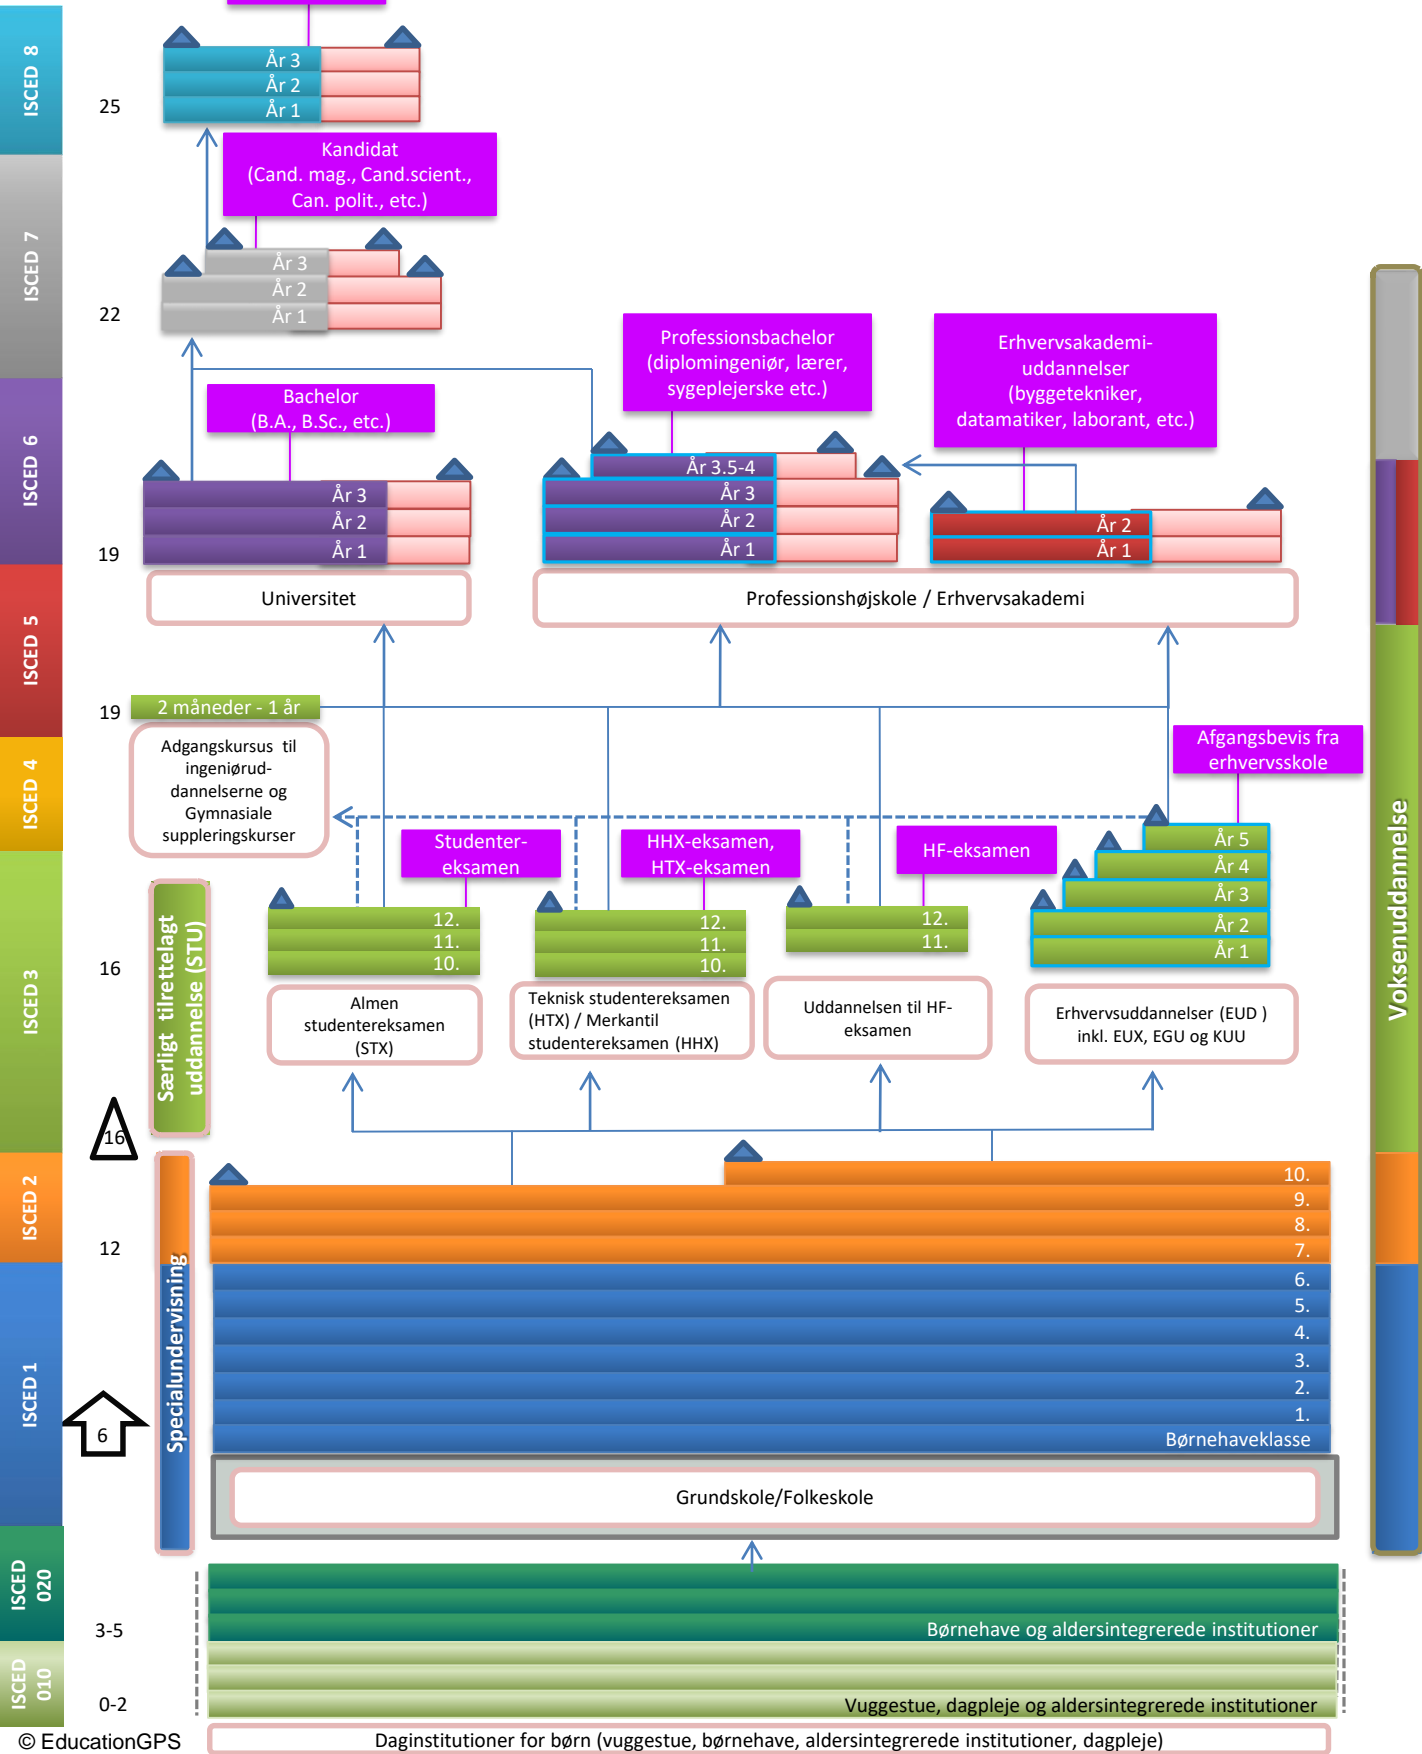 ISCED 8
25
År 3
År 2
År 1
Kandidat
(Cand. mag., Cand.scient.,
Can. polit., etc.)
ISCED 7
22
År 3
År 2
År 1
Professionsbachelor
(diplomingeniør, lærer,
sygeplejerske etc.)
Erhvervsakademi-
uddannelser
(byggetekniker,
datamatiker, laborant, etc.)
Bachelor
(B.A., B.Sc., etc.)
ISCED 6
19
År 3
År 2
År 1
År 3.5-4
År 3
År 2
År 1
År 2
År 1
Universitet
Professionshøjskole / Erhvervsakademi
ISCED 5
19
2 måneder - 1 år
Adgangskursus til
ingeniørud-
dannelserne og
Gymnasiale
suppleringskurser
ISCED 4
Afgangsbevis fra
erhvervsskole
Studenter-
eksamen
HHX-eksamen,
HTX-eksamen
HF-eksamen
ISCED 3
16
Særligt tilrettelagt
uddannelse (STU)
12.
11.
10.
12.
11.
10.
12.
11.
År 5
År 4
År 3
År 2
År 1
Almen
studentereksamen
(STX)
Teknisk studentereksamen
(HTX) / Merkantil
studentereksamen (HHX)
Uddannelsen til HF-
eksamen
Erhvervsuddannelser (EUD )
inkl. EUX, EGU og KUU
Voksenuddannelse
16
ISCED 2
12
Specialundervisning
10.
9.
8.
7.
ISCED 1
6
6.
5.
4.
3.
2.
1.
Børnehaveklasse
Grundskole/Folkeskole
ISCED
020
3-5
Børnehave og aldersintegrerede institutioner
ISCED
010
0-2
Vuggestue, dagpleje og aldersintegrerede institutioner
© EducationGPS
Daginstitutioner for børn (vuggestue, børnehave, aldersintegrerede institutioner, dagpleje)